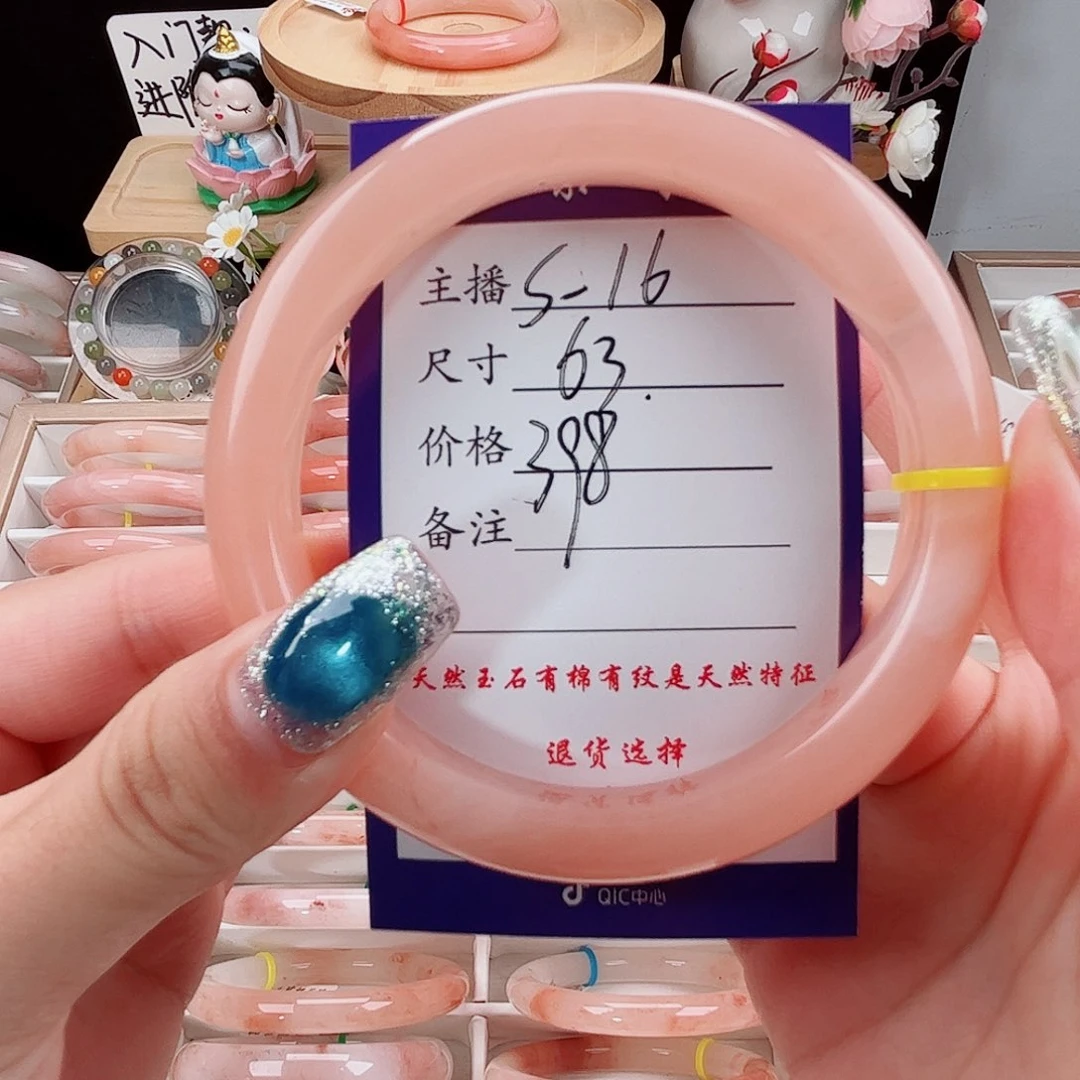 入门款
进阶
主播 S-16
尺寸 63.
价格 398
备注
天然玉石有棉有纹是天然特征
退货选择
QIC中心